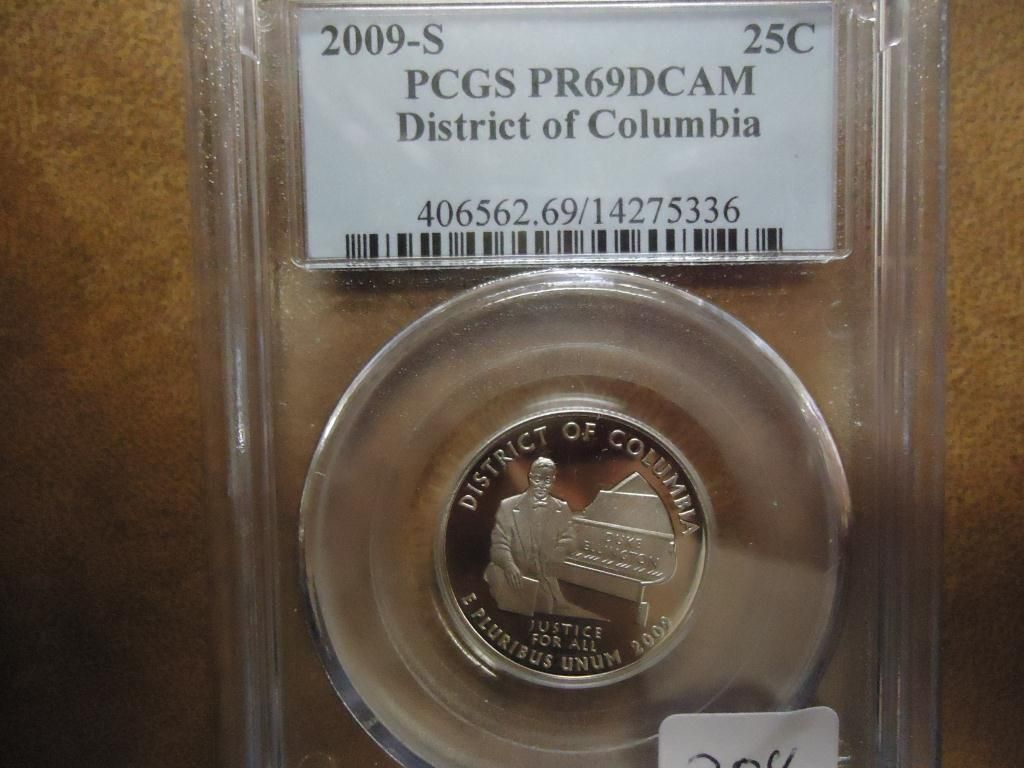 2009-S 25C
PCGS PR69DCAM
District of Columbia
406562.69/14275336
DISTRICT OF COLUMBIA
DUKE
ELLINGTON
JUSTICE
FOR ALL
E PLURIBUS UNUM 2009